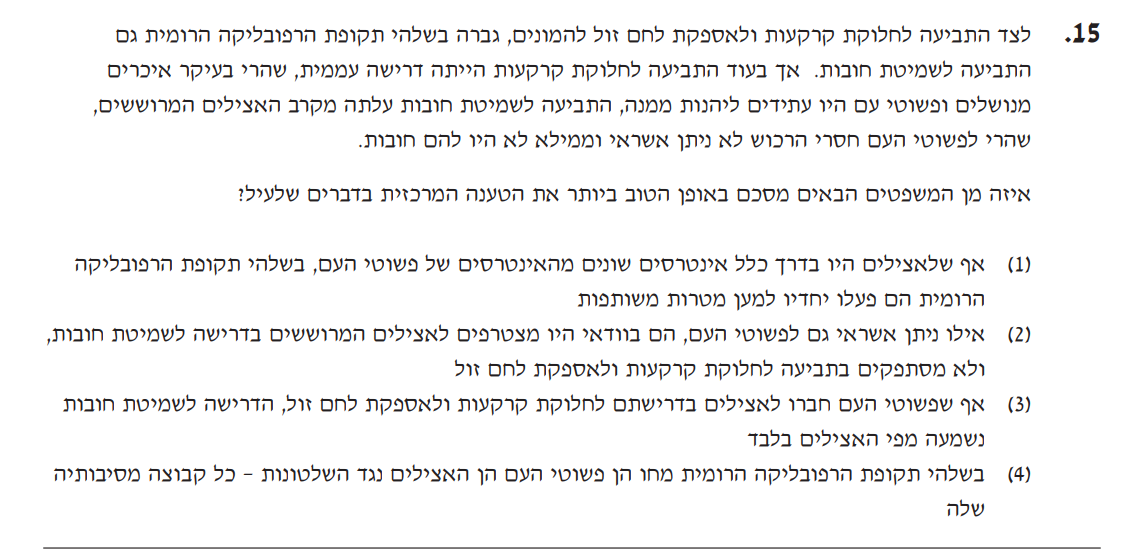 15. לצד התביעה לחלוקת קרקעות ולאספקת לחם זול להמונים, גברה בשלהי תקופת הרפובליקה הרומית גם
התביעה לשמיטת חובות. אך בעוד התביעה לחלוקת קרקעות הייתה דרישה עממית, שהרי בעיקר איכרים
מנושלים ופשוטי עם היו עתידים ליהנות ממנה, התביעה לשמיטת חובות עלתה מקרב האצילים המרוששים,
שהרי לפשוטי העם חסרי הרכוש לא ניתן אשראי וממילא לא היו להם חובות.
איזה מן המשפטים הבאים מסכם באופן הטוב ביותר את הטענה המרכזית בדברים שלעיל?
(1) אף שלאצילים היו בדרך כלל אינטרסים שונים מהאינטרסים של פשוטי העם, בשלהי תקופת הרפובליקה
הרומית הם פעלו יחדיו למען מטרות משותפות
(2) אילו ניתן אשראי גם לפשוטי העם, הם בוודאי היו מצטרפים לאצילים המרוששים בדרישה לשמיטת חובות,
ולא מסתפקים בתביעה לחלוקת קרקעות ולאספקת לחם זול
(3) אף שפשוטי העם חברו לאצילים בדרישתם לחלוקת קרקעות ולאספקת לחם זול, הדרישה לשמיטת חובות
נשמעה מפי האצילים בלבד
(4) בשלהי תקופת הרפובליקה הרומית מחו הן פשוטי העם הן האצילים נגד השלטונות – כל קבוצה מסיבותיה
שלה